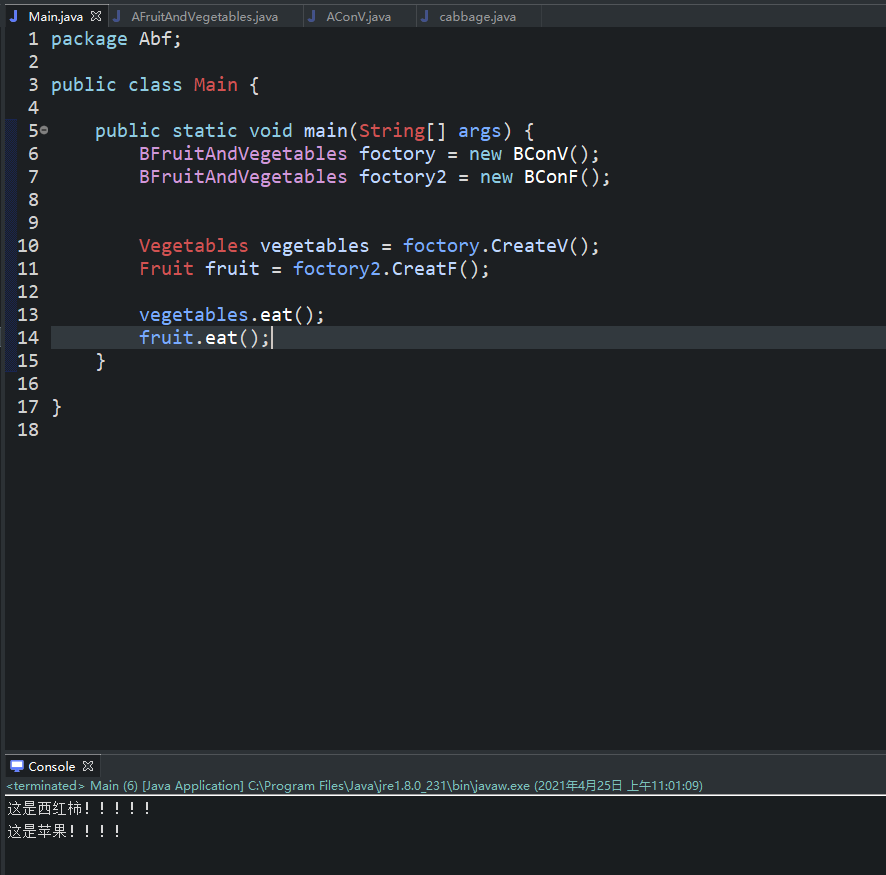 Main.java AFruitAndVegetables.java AConV.java cabbage.java
1 package Abf;
2
3 public class Main {
4
5 public static void main(String[] args) {
6 BFruitAndVegetables foctory = new BConV();
7 BFruitAndVegetables foctory2 = new BConF();
8
9
10 Vegetables vegetables = foctory.CreateV();
11 Fruit fruit = foctory2.CreatF();
12
13 vegetables.eat();
14 fruit.eat();
15 }
16
17 }
18
Console
<terminated> Main (6) [Java Application] C:\Program Files\Java\jre1.8.0_231\bin\javaw.exe (2021年4月25日 上午11:01:09)
这是西红柿!!!!!
这是苹果!!!!